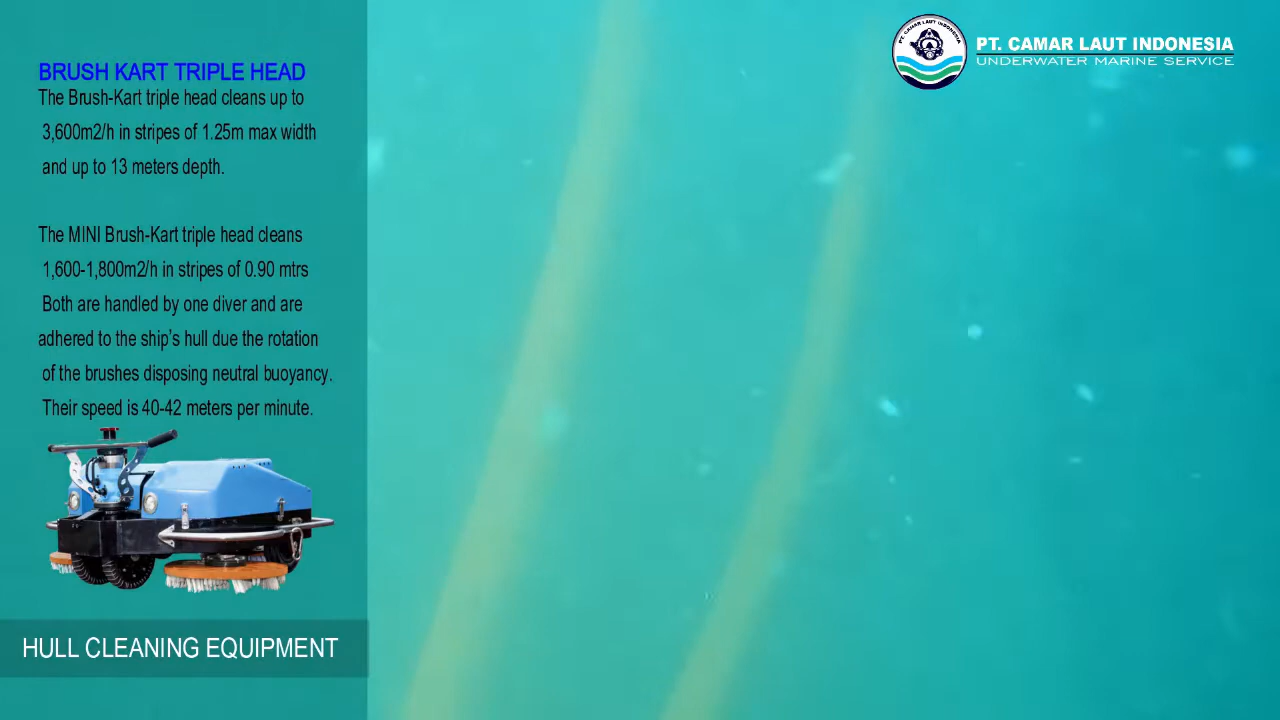 BRUSH KART TRIPLE HEAD
The Brush-Kart triple head cleans up to
3,600m2/h in stripes of 1.25m max width
and up to 13 meters depth.
The MINI Brush-Kart triple head cleans
1,600-1,800m2/h in stripes of 0.90 mtrs
Both are handled by one diver and are
adhered to the ship's hull due the rotation
of the brushes disposing neutral buoyancy.
Their speed is 40-42 meters per minute.
HULL CLEANING EQUIPMENT
PT. CAMAR LAUT INDONESIA
PT. CAMAR LAUT INDONESIA
UNDERWATER MARINE SERVICE